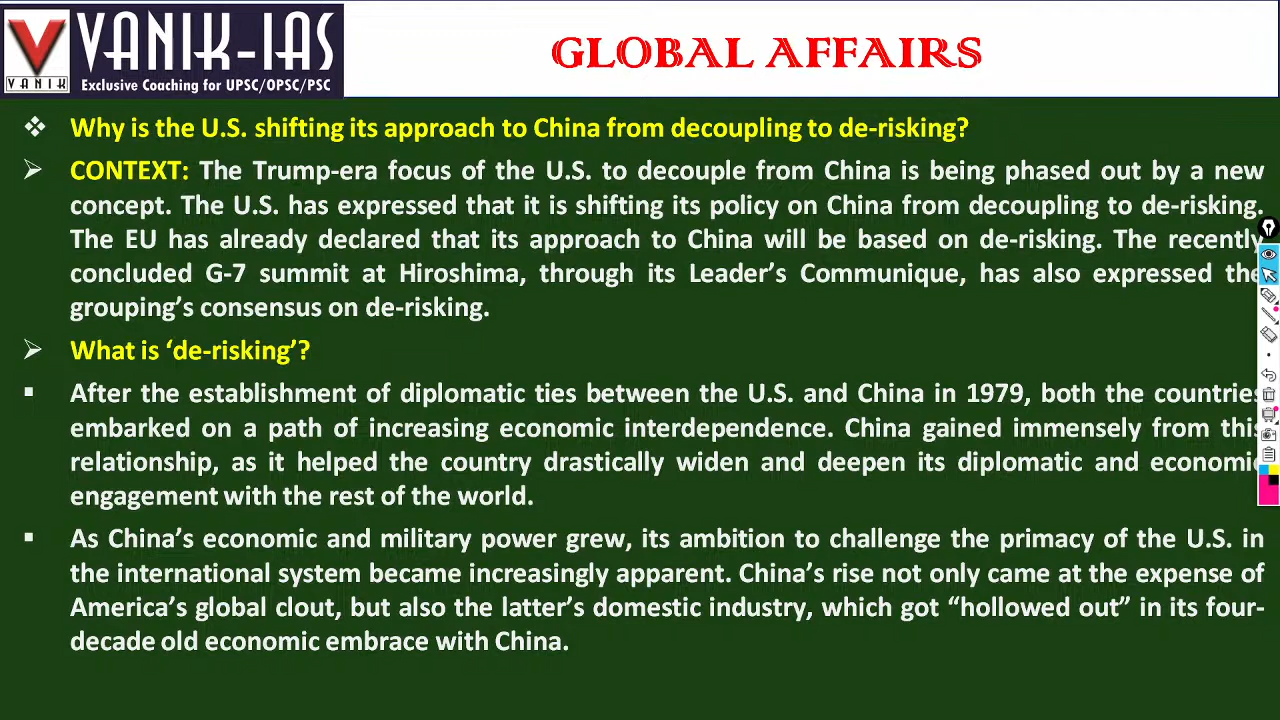 VANIK-IAS
VANIK
Exclusive Coaching for UPSC/OPSC/PSC
GLOBAL AFFAIRS
❖ Why is the U.S. shifting its approach to China from decoupling to de-risking?
➢ CONTEXT: The Trump-era focus of the U.S. to decouple from China is being phased out by a new
concept. The U.S. has expressed that it is shifting its policy on China from decoupling to de-risking.
The EU has already declared that its approach to China will be based on de-risking. The recently
concluded G-7 summit at Hiroshima, through its Leader’s Communique, has also expressed the
grouping’s consensus on de-risking.
➢ What is ‘de-risking’?
▪ After the establishment of diplomatic ties between the U.S. and China in 1979, both the countries
embarked on a path of increasing economic interdependence. China gained immensely from this
relationship, as it helped the country drastically widen and deepen its diplomatic and economic
engagement with the rest of the world.
▪ As China’s economic and military power grew, its ambition to challenge the primacy of the U.S. in
the international system became increasingly apparent. China’s rise not only came at the expense of
America’s global clout, but also the latter’s domestic industry, which got “hollowed out” in its four-
decade old economic embrace with China.